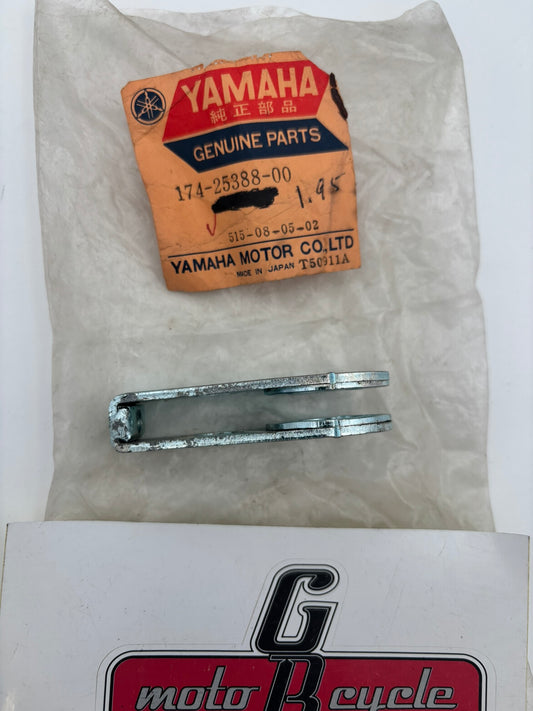 YAMAHA
純正部品
GENUINE PARTS
174-25388-00
1.95
515-08-05-02
YAMAHA MOTOR CO.,LTD
MADE IN JAPAN T50911A
GR
moto cycle